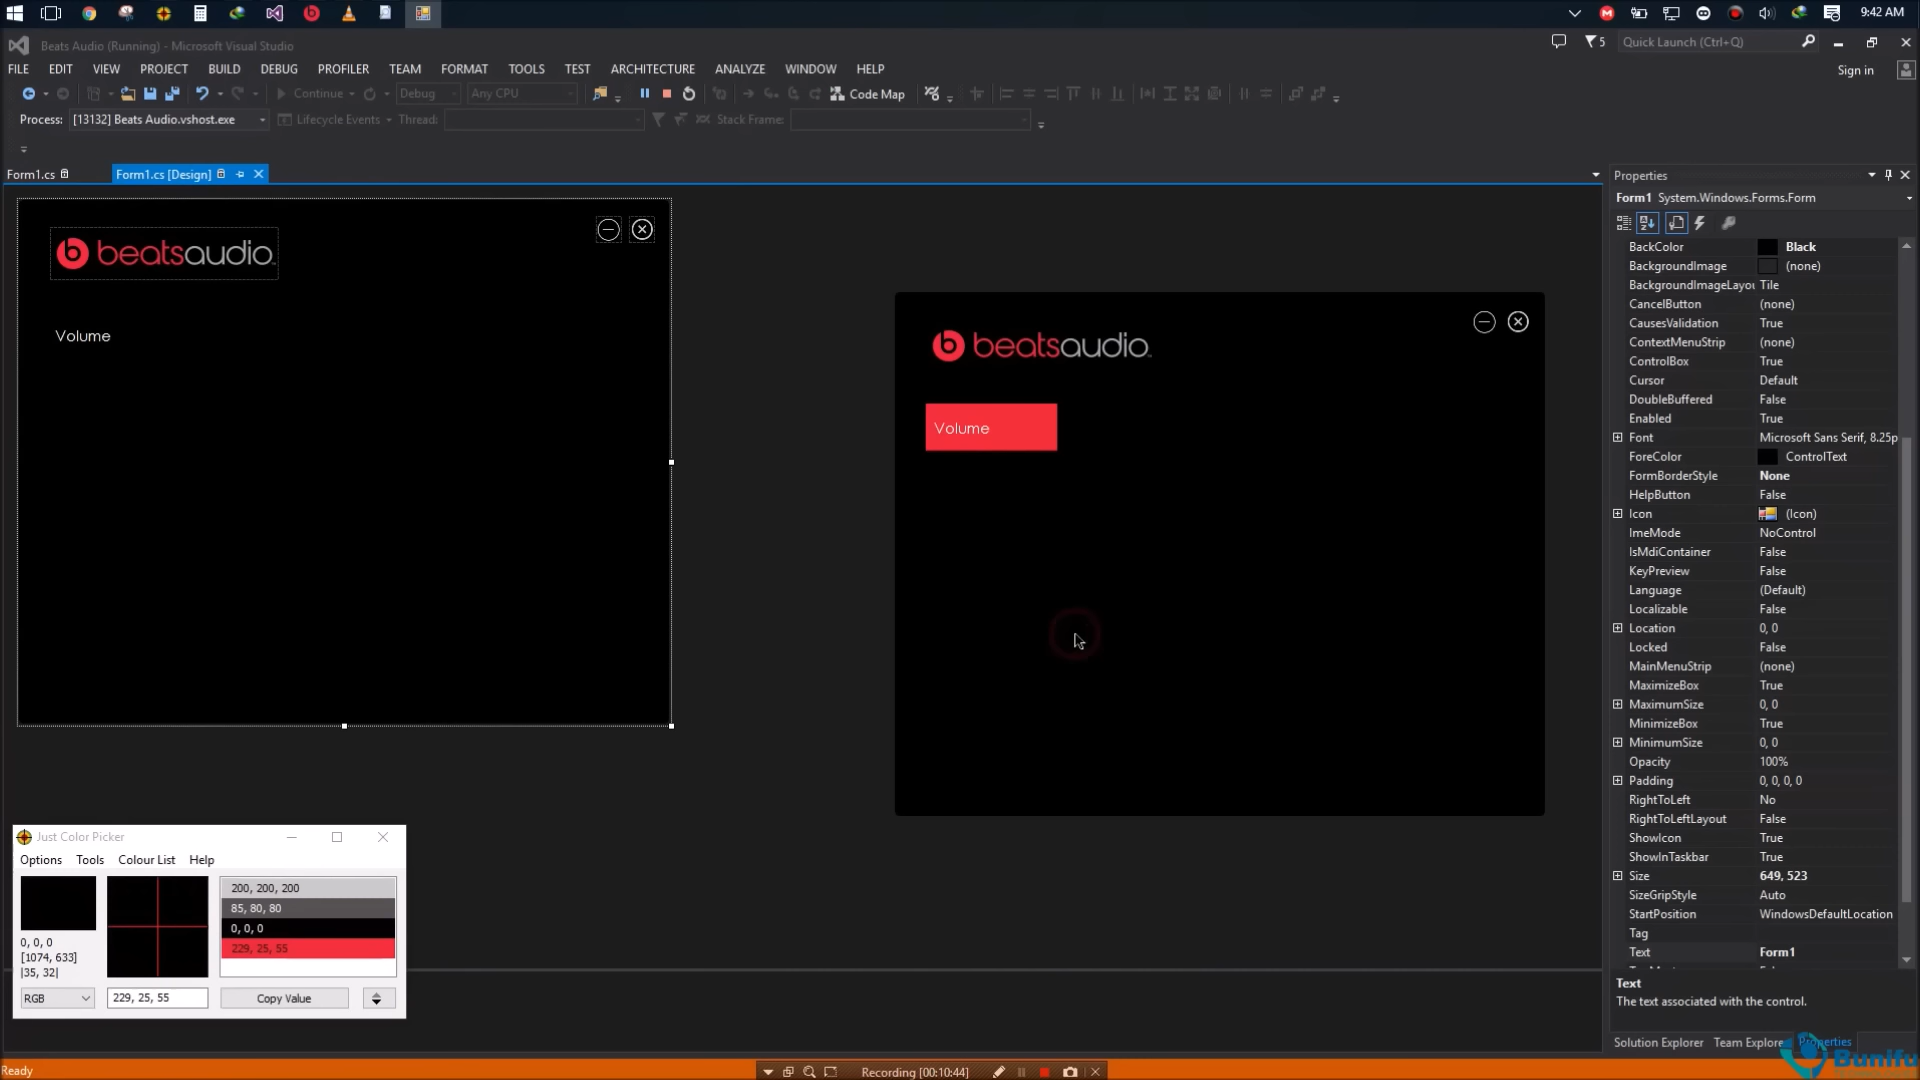 9:42 AM
Beats Audio (Running) - Microsoft Visual Studio
5
Quick Launch (Ctrl+Q)
FILE EDIT VIEW PROJECT BUILD DEBUG PROFILER TEAM FORMAT TOOLS TEST ARCHITECTURE ANALYZE WINDOW HELP
Sign in
Continue Debug Any CPU Code Map
Process: [13132] Beats Audio.vshost.exe Lifecycle Events Thread: Stack Frame:
Form1.cs Form1.cs [Design]
beatsaudio
Volume
beatsaudio
Volume
Just Color Picker
Options Tools Colour List Help
200, 200, 200
85, 80, 80
0, 0, 0
229, 25, 55
0, 0, 0
[1074, 633]
|35, 32|
RGB 229, 25, 55 Copy Value
Properties
Form1 System.Windows.Forms.Form
BackColor Black
BackgroundImage (none)
BackgroundImageLayou Tile
CancelButton (none)
CausesValidation True
ContextMenuStrip (none)
ControlBox True
Cursor Default
DoubleBuffered False
Enabled True
Font Microsoft Sans Serif, 8.25p
ForeColor ControlText
FormBorderStyle None
HelpButton False
Icon (Icon)
ImeMode NoControl
IsMdiContainer False
KeyPreview False
Language (Default)
Localizable False
Location 0, 0
Locked False
MainMenuStrip (none)
MaximizeBox True
MaximumSize 0, 0
MinimizeBox True
MinimumSize 0, 0
Opacity 100%
Padding 0, 0, 0, 0
RightToLeft No
RightToLeftLayout False
ShowIcon True
ShowInTaskbar True
Size 649, 523
SizeGripStyle Auto
StartPosition WindowsDefaultLocation
Tag
Text Form1
Text
The text associated with the control.
Solution Explorer Team Explore Properties
Bunifu
Ready
Recording [00:10:44]